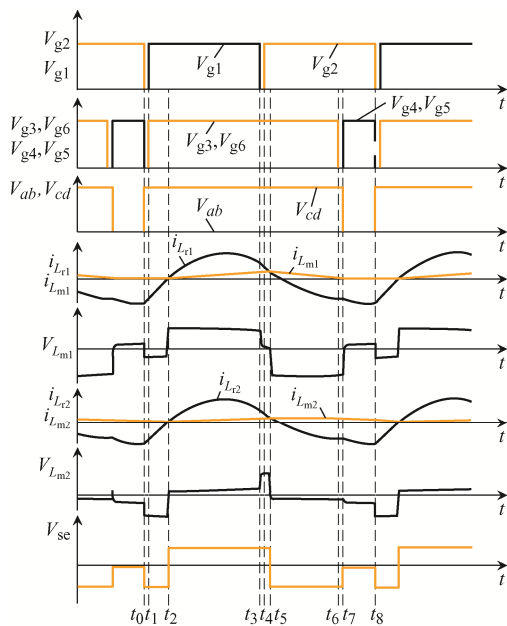 Vg2
Vg1
Vg1
Vg2
t
Vg3,Vg6
Vg4,Vg5
Vg3,Vg6
Vg4,Vg5
t
Vab,Vcd
Vab
Vcd
t
iLr1
iLm1
iLr1
iLm1
t
VLm1
t
iLr2
iLm2
iLr2
iLm2
t
VLm2
t
Vse
t
t0 t1 t2 t3 t4 t5 t6 t7 t8